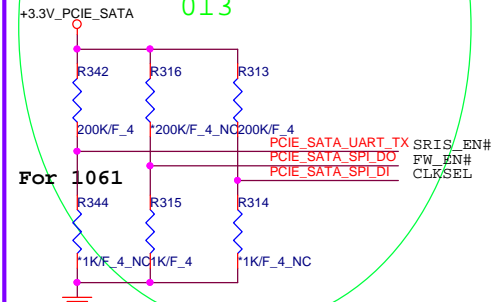 013
+3.3V_PCIE_SATA
R342 R316 R313
200K/F_4 *200K/F_4_NC 200K/F_4
PCIE_SATA_UART_TX SRIS_EN#
PCIE_SATA_SPI_DO FW_EN#
PCIE_SATA_SPI_DI CLKSEL
For 1061
R344 R315 R314
*1K/F_4_NC 1K/F_4 *1K/F_4_NC